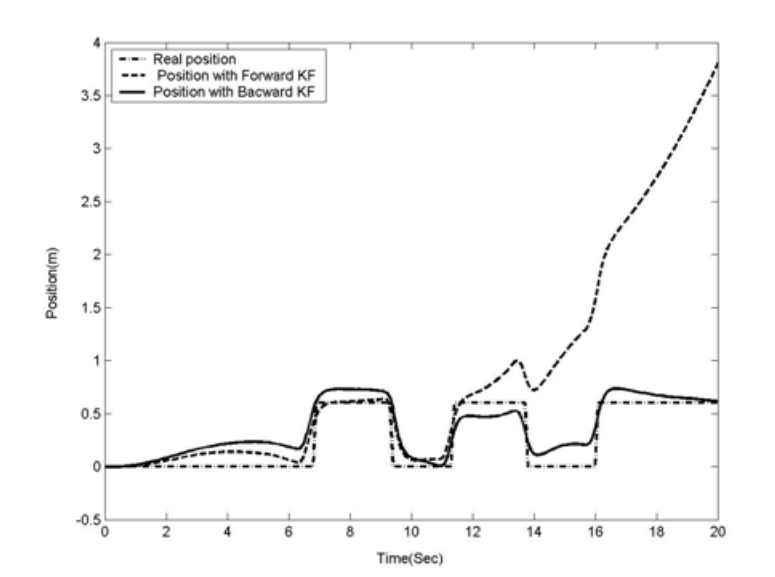 4
3.5
3
2.5
2
1.5
1
0.5
0
-0.5
Position(m)
Real position
Position with Forward KF
Position with Bacward KF
0 2 4 6 8 10 12 14 16 18 20
Time(Sec)